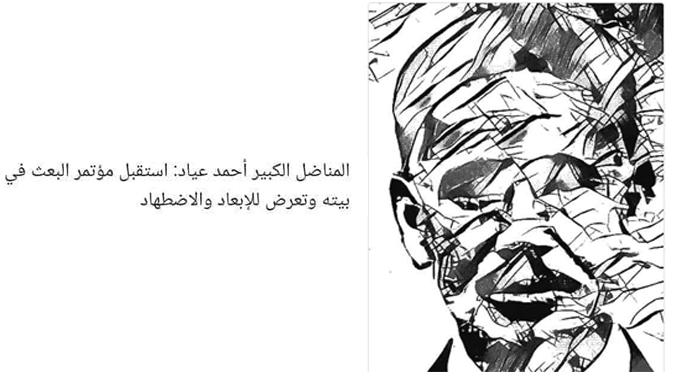 المناضل الكبير أحمد عياد: استقبل مؤتمر البعث في
بيته وتعرض للإبعاد والاضطهاد